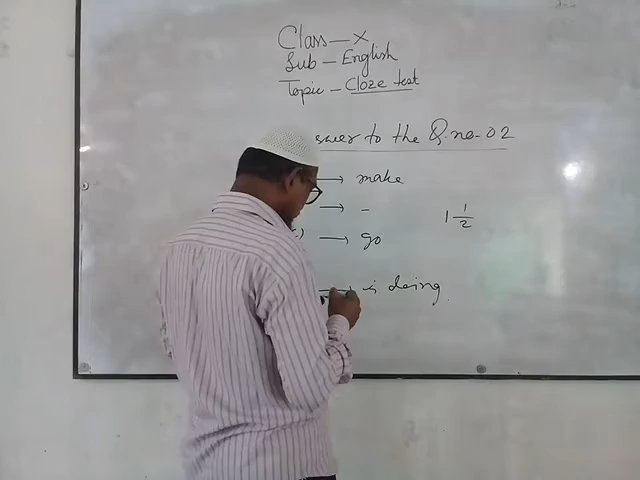 Class — X
Sub – English
Topic – Cloze test
swer to the Q. no- 02
→ make
→ –
1 1/2
c) → go
→ is doing.